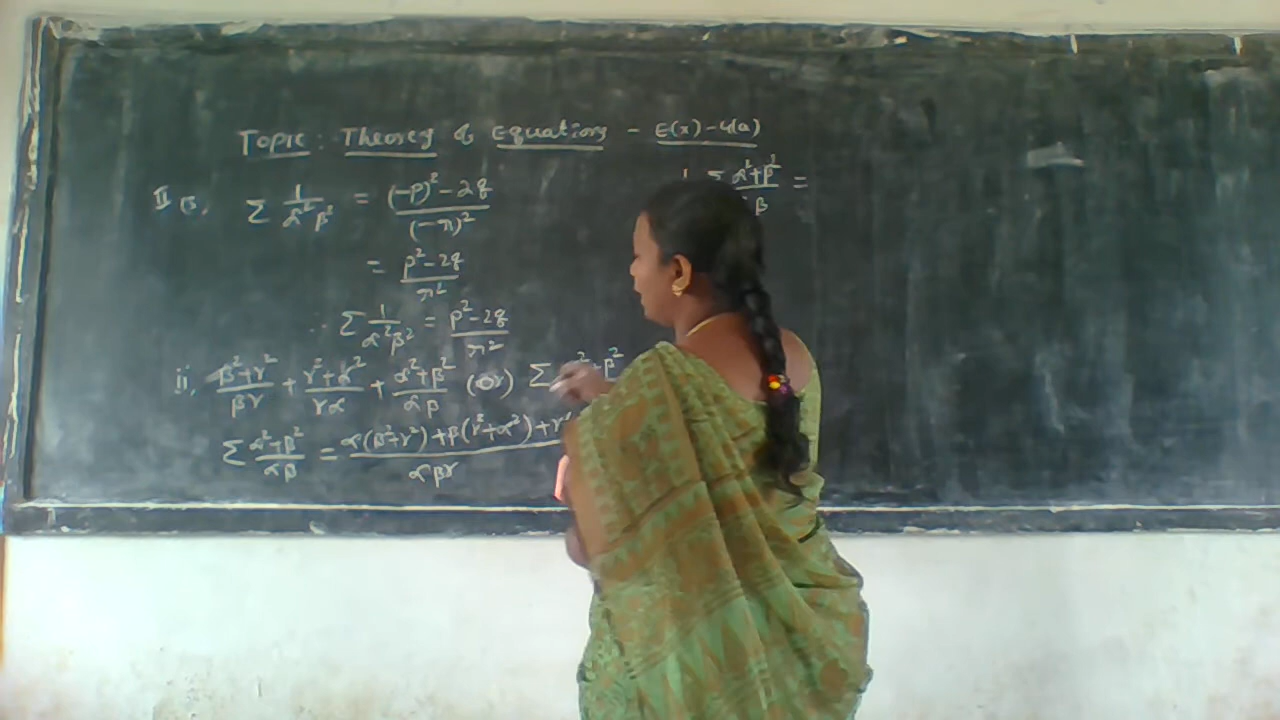 Topic : Theory of Equations - E(x)-4(a)
II (3. Σ 1/α²β² = (-p)² - 2q / (-r)²
= p² - 2q / r²
∴ Σ 1/α²β² = p² - 2q / r²
ii. β²+γ²/βγ + γ²+α²/γα + α²+β²/αβ (or) Σ α²+β²
Σ α²+β²/αβ = α(β²+γ²)+β(γ²+α²)+γ / αβγ
Σ α²+β²/β =